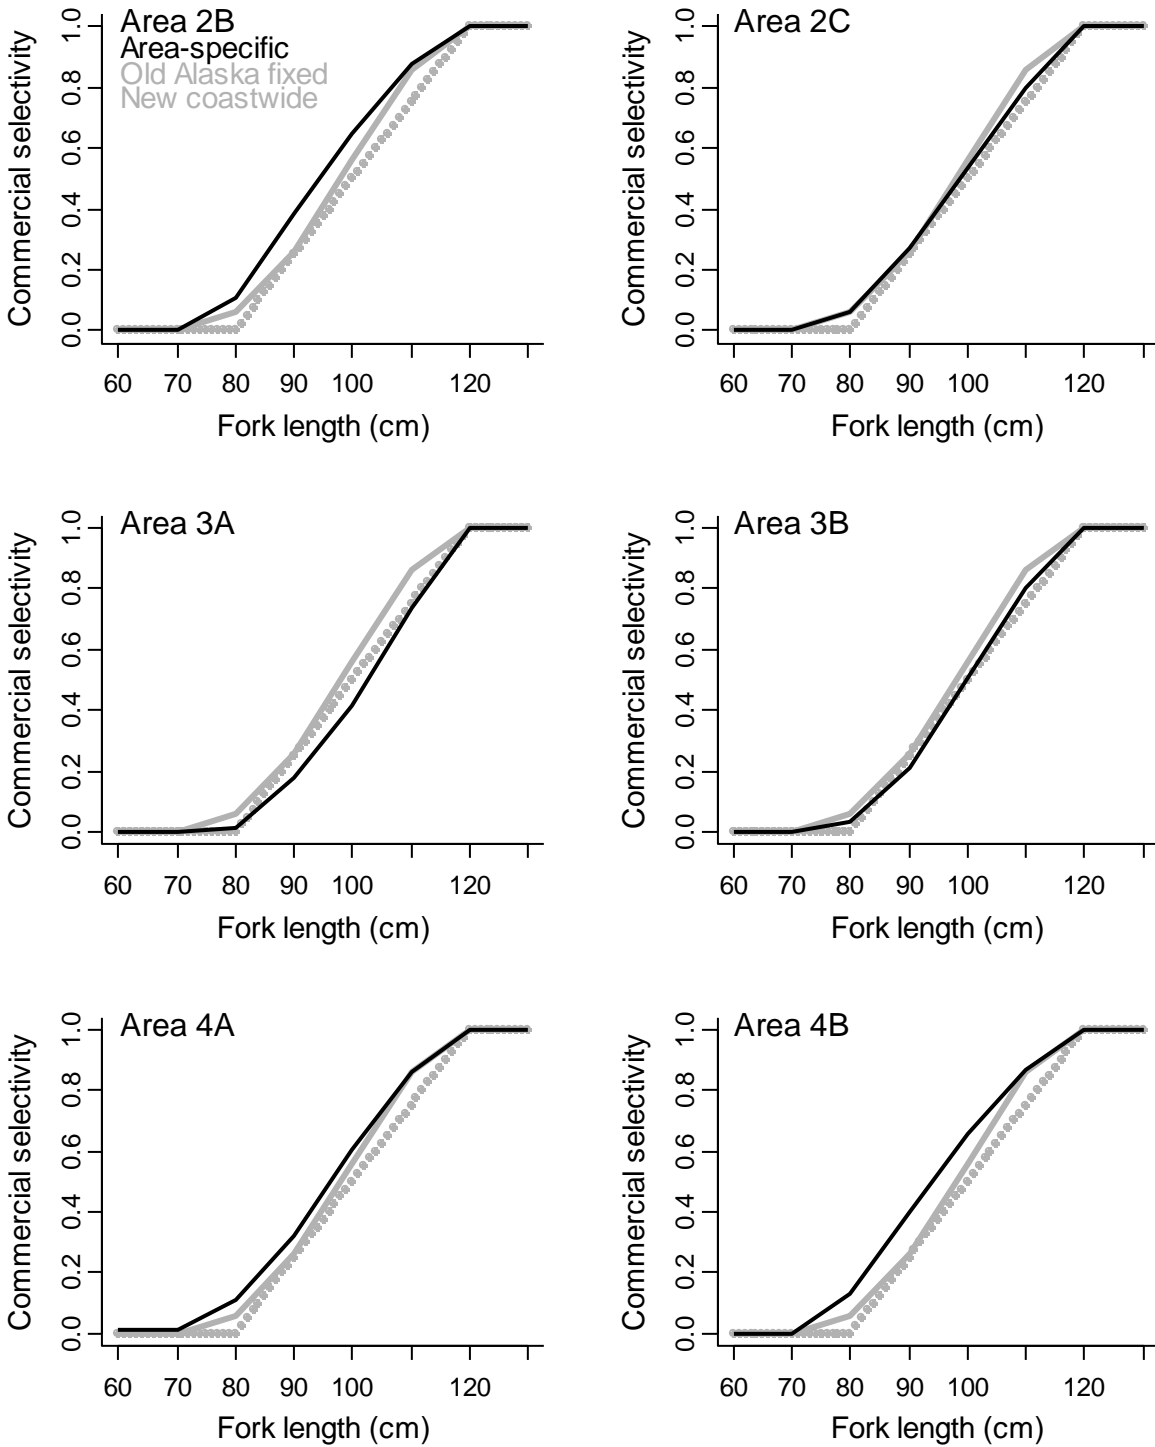 Area 2B
Area-specific
Old Alaska fixed
New coastwide
Commercial selectivity
0.0 0.2 0.4 0.6 0.8 1.0
60 70 80 90 100 120
Fork length (cm)
Area 2C
Commercial selectivity
0.0 0.2 0.4 0.6 0.8 1.0
60 70 80 90 100 120
Fork length (cm)
Area 3A
Commercial selectivity
0.0 0.2 0.4 0.6 0.8 1.0
60 70 80 90 100 120
Fork length (cm)
Area 3B
Commercial selectivity
0.0 0.2 0.4 0.6 0.8 1.0
60 70 80 90 100 120
Fork length (cm)
Area 4A
Commercial selectivity
0.0 0.2 0.4 0.6 0.8 1.0
60 70 80 90 100 120
Fork length (cm)
Area 4B
Commercial selectivity
0.0 0.2 0.4 0.6 0.8 1.0
60 70 80 90 100 120
Fork length (cm)